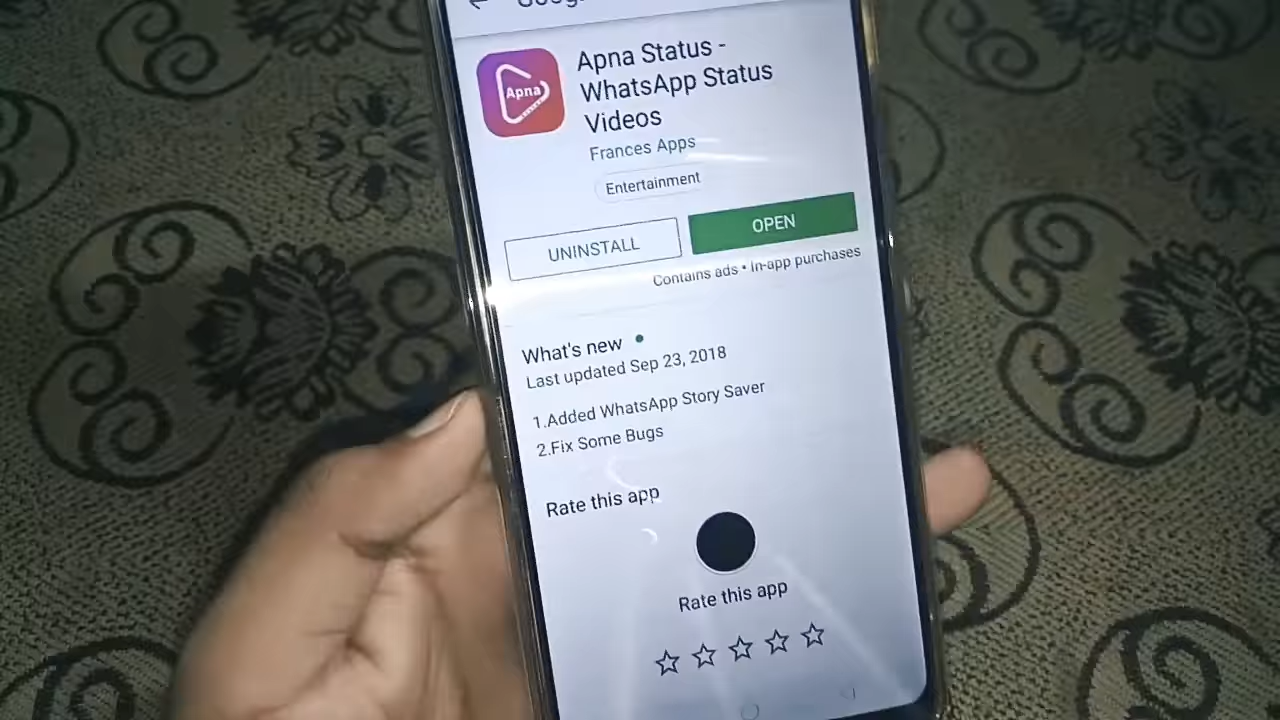 Apna
Apna Status -
WhatsApp Status
Videos
Frances Apps
Entertainment
UNINSTALL
OPEN
Contains ads • In-app purchases
What's new
Last updated Sep 23, 2018
1.Added WhatsApp Story Saver
2.Fix Some Bugs
Rate this app
Rate this app